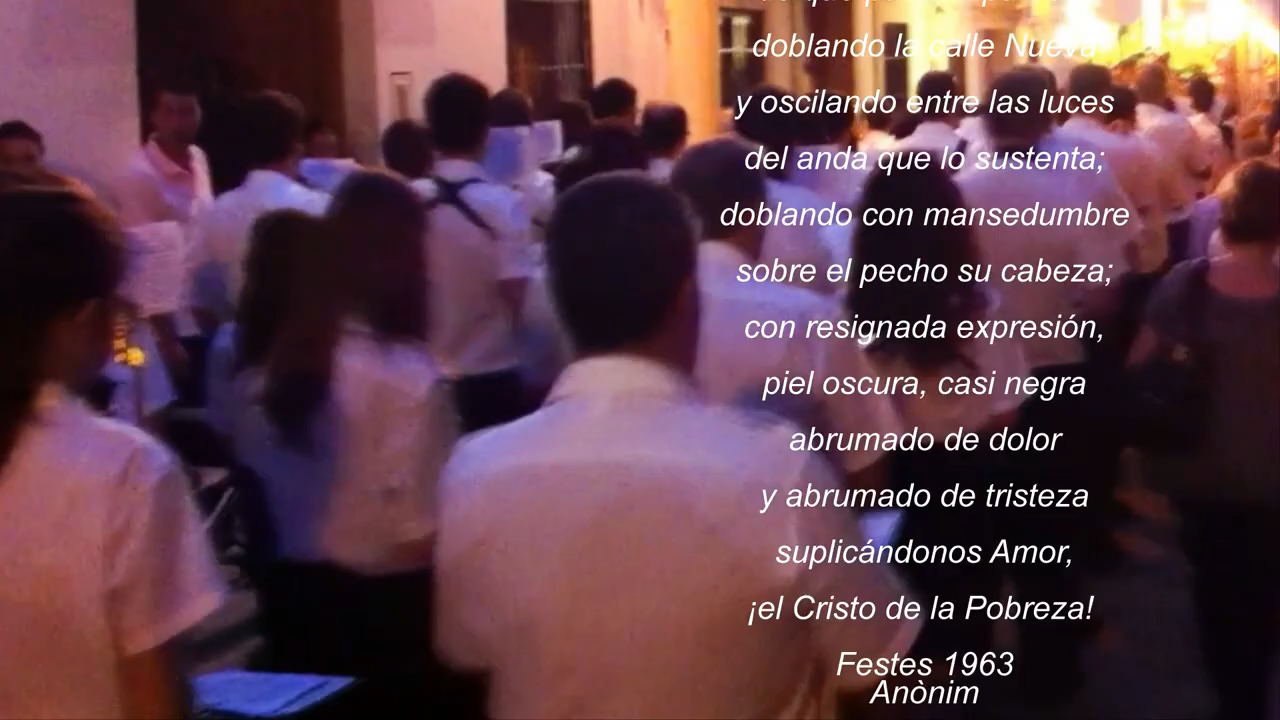 doblando la calle Nueva
y oscilando entre las luces
del anda que lo sustenta;
doblando con mansedumbre
sobre el pecho su cabeza;
con resignada expresión,
piel oscura, casi negra
abrumado de dolor
y abrumado de tristeza
suplicándonos Amor,
¡el Cristo de la Pobreza!
Festes 1963
Anònim